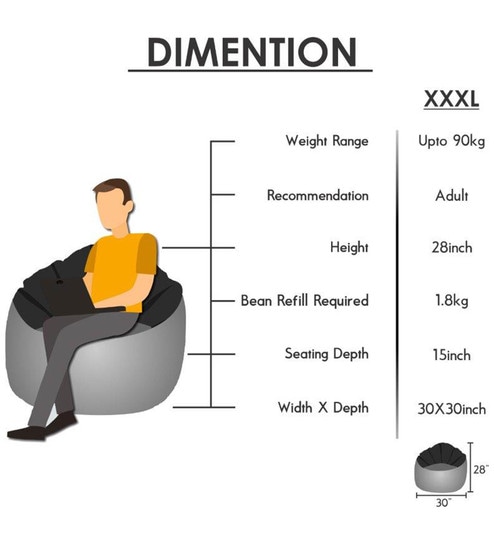 DIMENTION
XXXL
Weight Range Upto 90kg
Recommendation Adult
Height 28inch
Bean Refill Required 1.8kg
Seating Depth 15inch
Width X Depth 30X30inch
28"
30"